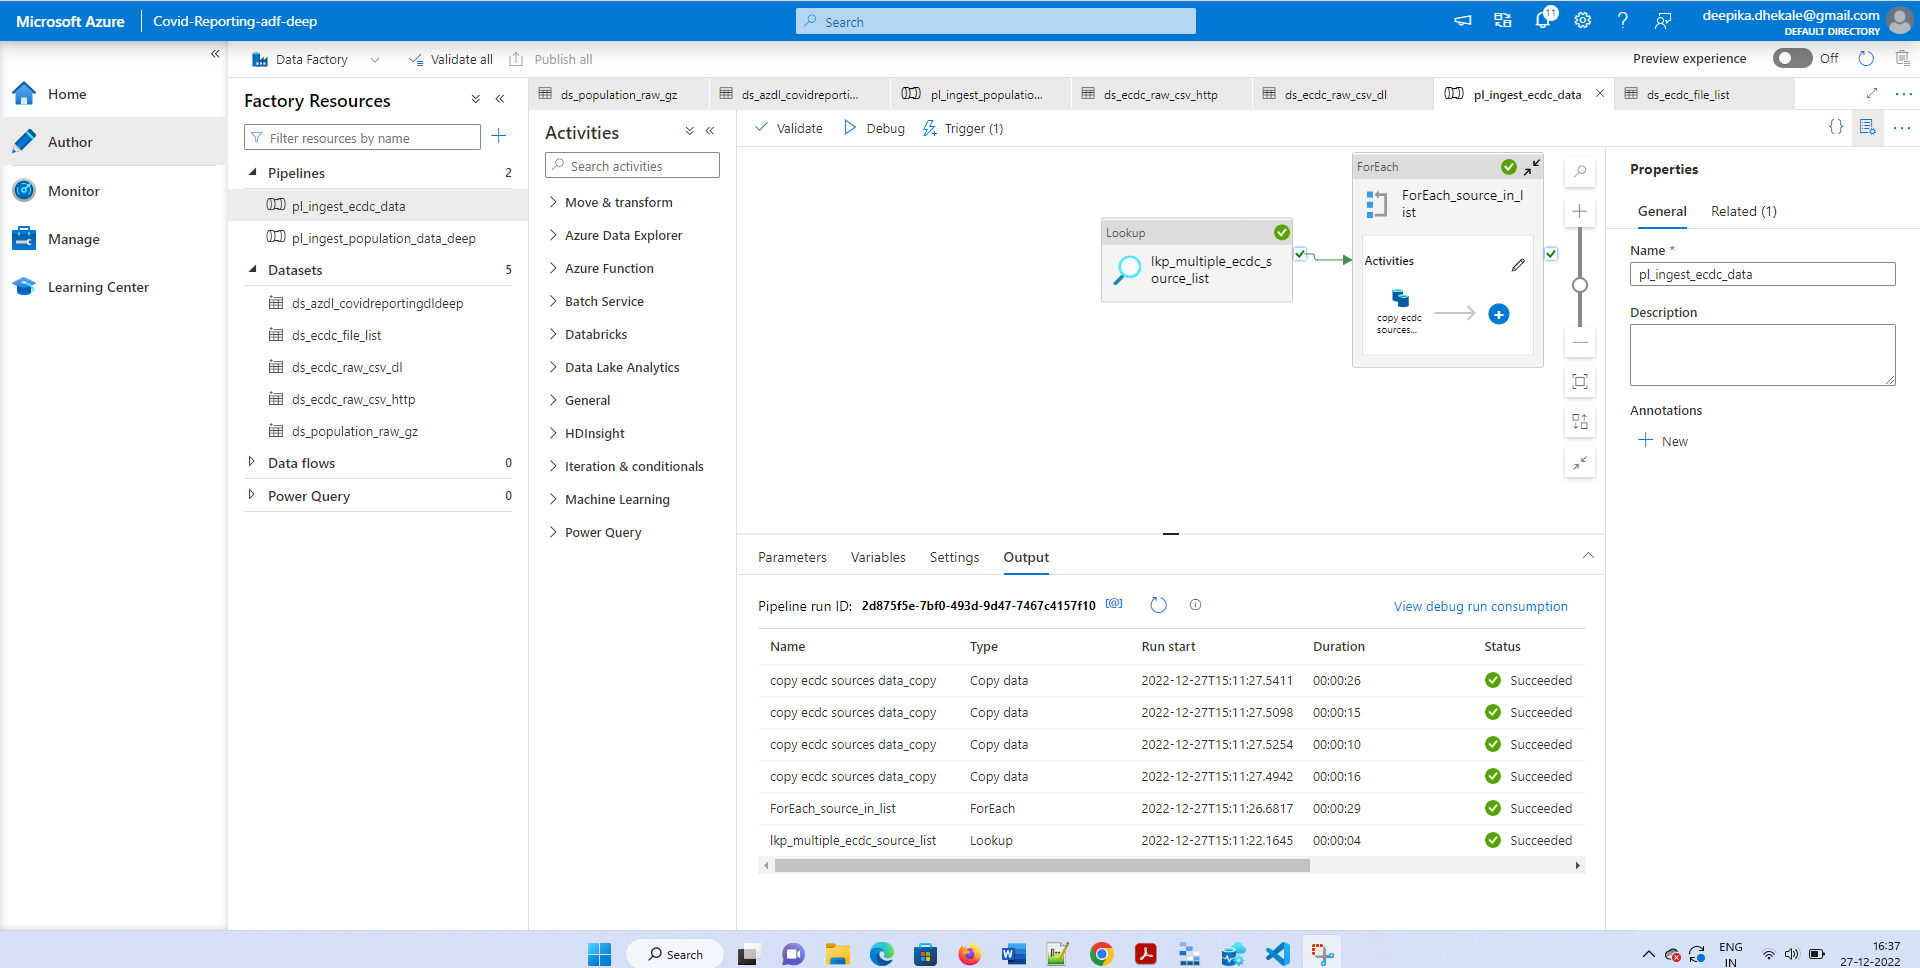 Microsoft Azure
Covid-Reporting-adf-deep
Search
11
deepika.dhekale@gmail.com
DEFAULT DIRECTORY
Data Factory
Validate all
Publish all
Preview experience
Off
Home
Author
Monitor
Manage
Learning Center
Factory Resources
Filter resources by name
Pipelines 2
pl_ingest_ecdc_data
pl_ingest_population_data_deep
Datasets 5
ds_azdl_covidreportingdldeep
ds_ecdc_file_list
ds_ecdc_raw_csv_dl
ds_ecdc_raw_csv_http
ds_population_raw_gz
Data flows 0
Power Query 0
ds_population_raw_gz
ds_azdl_covidreporti...
pl_ingest_populatio...
ds_ecdc_raw_csv_http
ds_ecdc_raw_csv_dl
pl_ingest_ecdc_data
ds_ecdc_file_list
Activities
Search activities
Move & transform
Azure Data Explorer
Azure Function
Batch Service
Databricks
Data Lake Analytics
General
HDInsight
Iteration & conditionals
Machine Learning
Power Query
Validate
Debug
Trigger (1)
Lookup
lkp_multiple_ecdc_s
ource_list
ForEach
ForEach_source_in_l
ist
Activities
copy ecdc
sources...
Parameters
Variables
Settings
Output
Pipeline run ID: 2d875f5e-7bf0-493d-9d47-7467c4157f10
View debug run consumption
Name Type Run start Duration Status
copy ecdc sources data_copy Copy data 2022-12-27T15:11:27.5411 00:00:26 Succeeded
copy ecdc sources data_copy Copy data 2022-12-27T15:11:27.5098 00:00:15 Succeeded
copy ecdc sources data_copy Copy data 2022-12-27T15:11:27.5254 00:00:10 Succeeded
copy ecdc sources data_copy Copy data 2022-12-27T15:11:27.4942 00:00:16 Succeeded
ForEach_source_in_list ForEach 2022-12-27T15:11:26.6817 00:00:29 Succeeded
lkp_multiple_ecdc_source_list Lookup 2022-12-27T15:11:22.1645 00:00:04 Succeeded
Properties
General
Related (1)
Name *
pl_ingest_ecdc_data
Description
Annotations
New
Search
ENG
IN
16:37
27-12-2022